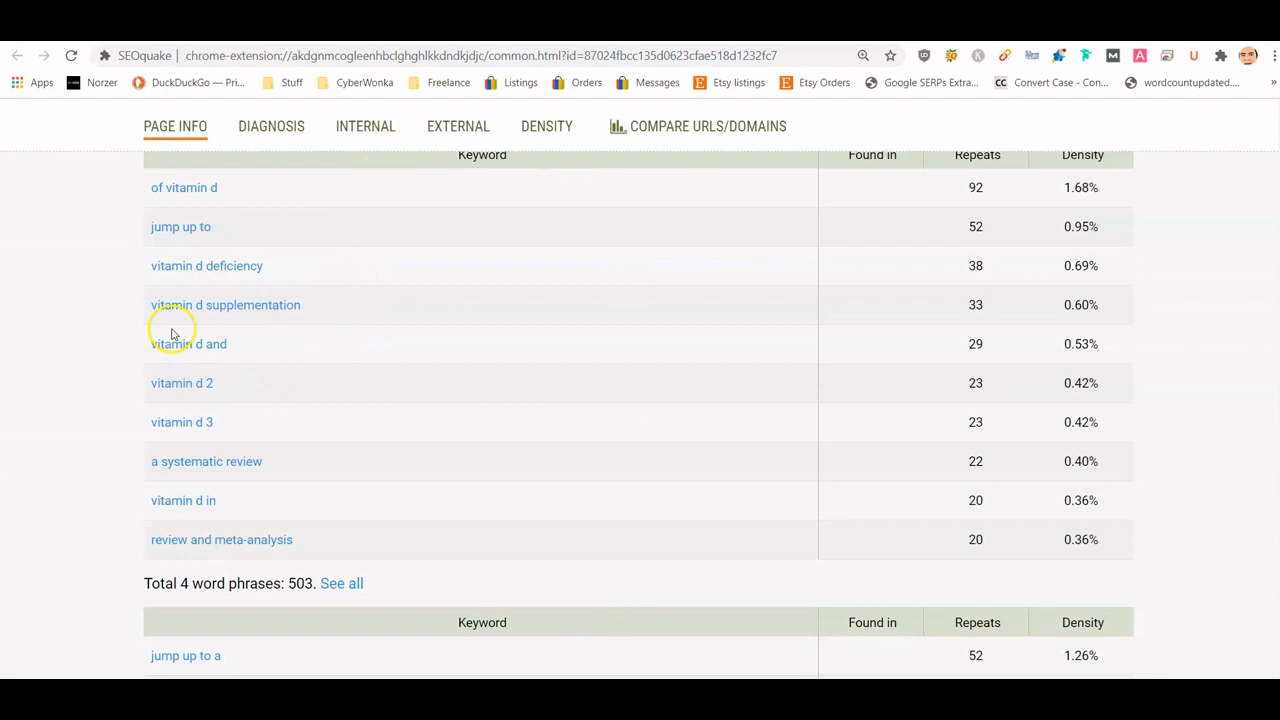 SEOquake | chrome-extension://akdgnmcogleenhbclghghlkkdndkidjc/common.html?id=87024fbcc135d0623cfae518d1232fc7
Apps Norzer DuckDuckGo — Pri... Stuff CyberWonka Freelance Listings Orders Messages Etsy listings Etsy Orders Google SERPs Extra... CC Convert Case - Con... wordcountupdated.... »
PAGE INFO DIAGNOSIS INTERNAL EXTERNAL DENSITY COMPARE URLS/DOMAINS
Keyword Found in Repeats Density
of vitamin d 92 1.68%
jump up to 52 0.95%
vitamin d deficiency 38 0.69%
vitamin d supplementation 33 0.60%
vitamin d and 29 0.53%
vitamin d 2 23 0.42%
vitamin d 3 23 0.42%
a systematic review 22 0.40%
vitamin d in 20 0.36%
review and meta-analysis 20 0.36%
Total 4 word phrases: 503. See all
Keyword Found in Repeats Density
jump up to a 52 1.26%